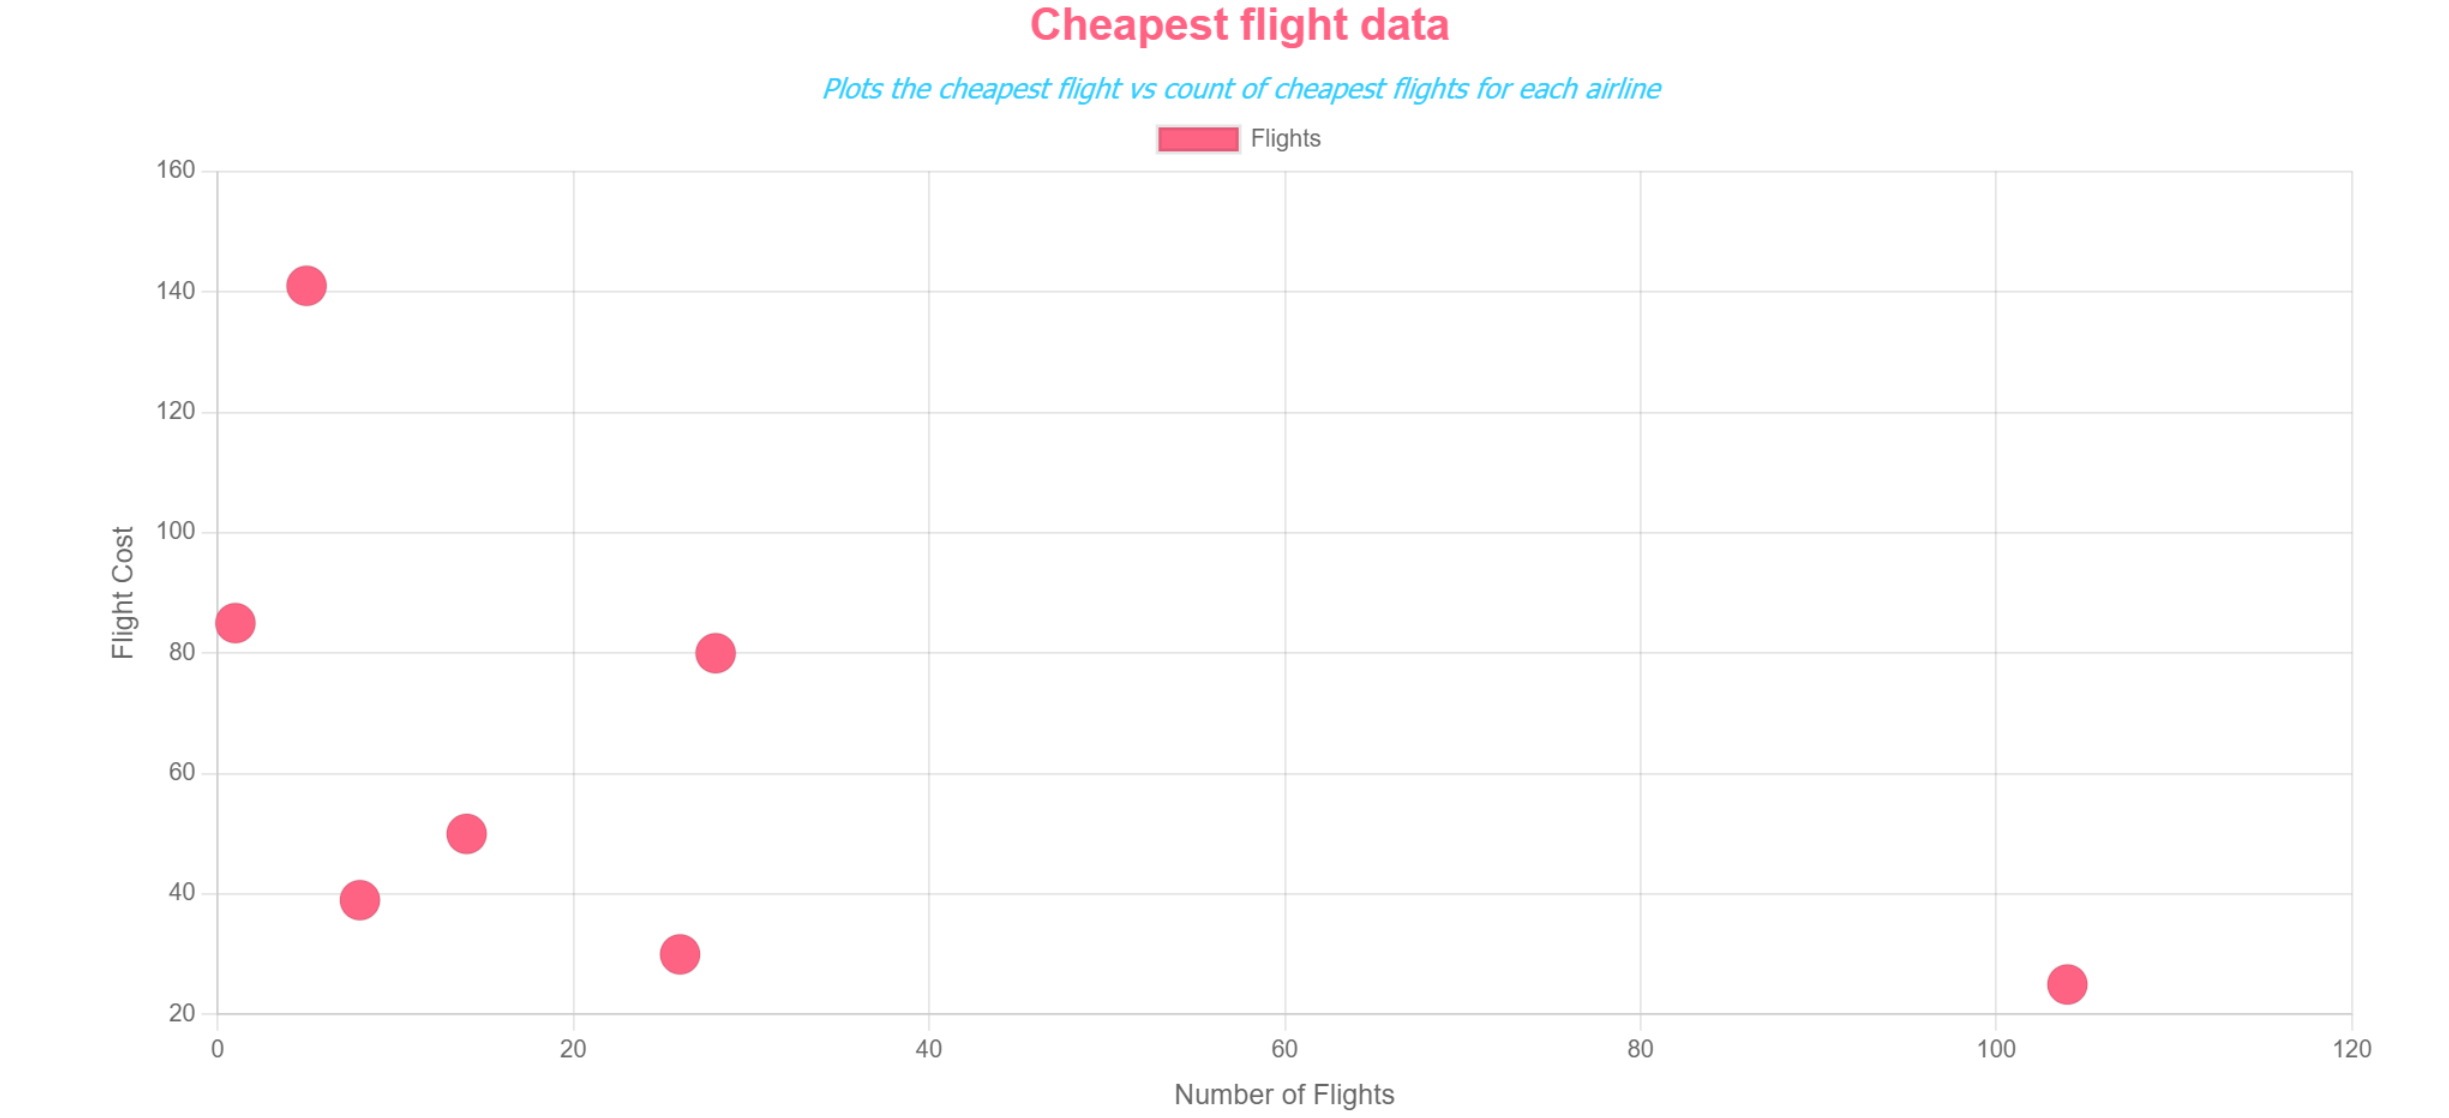 Cheapest flight data
Plots the cheapest flight vs count of cheapest flights for each airline
Flights
160
140
120
100
80
60
40
20
Flight Cost
0 20 40 60 80 100 120
Number of Flights